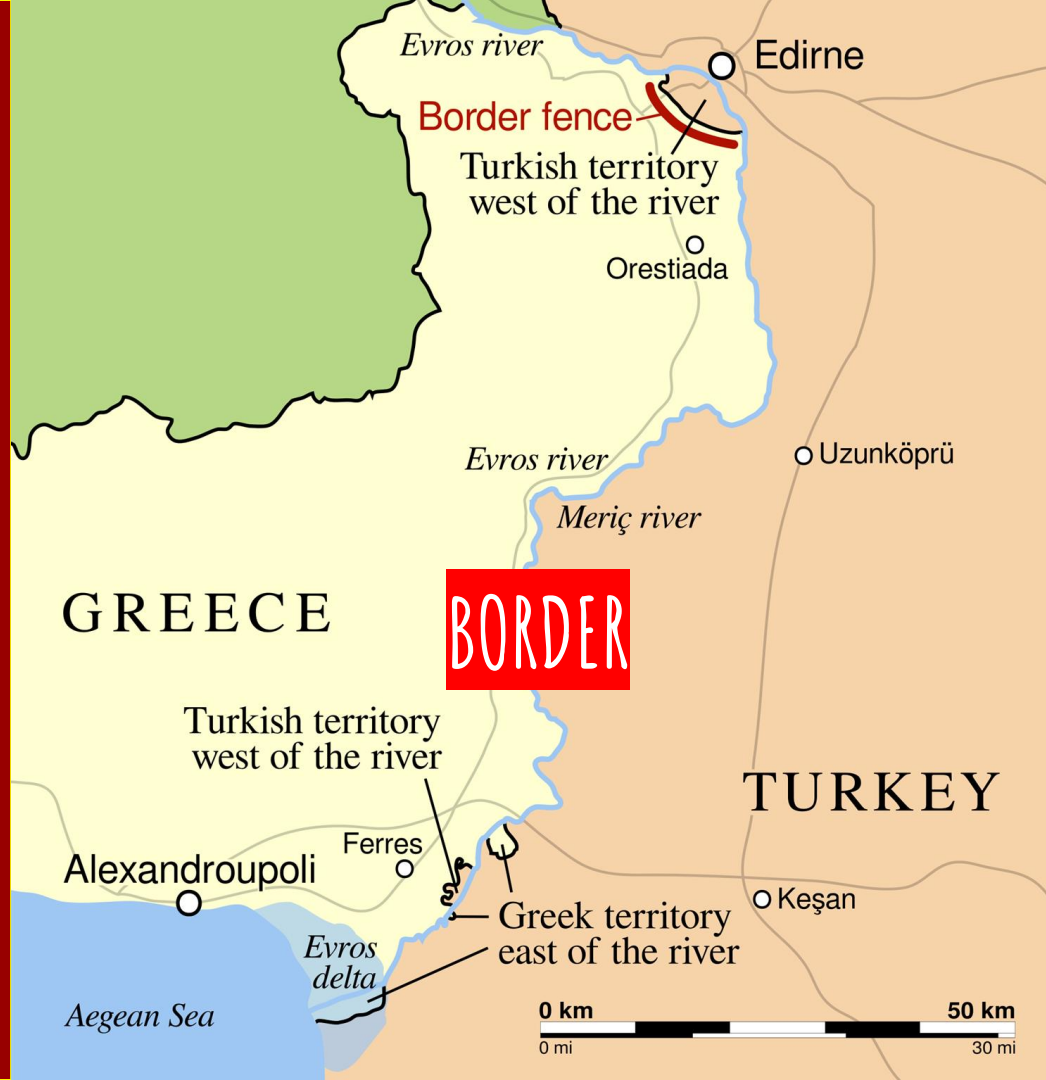 Evros river
Edirne
Border fence
Turkish territory
west of the river
Orestiada
Evros river
Uzunköprü
Meriç river
GREECE
BORDER
Turkish territory
west of the river
TURKEY
Ferres
Alexandroupoli
Keşan
Greek territory
east of the river
Evros
delta
Aegean Sea
0 km 50 km
0 mi 30 mi